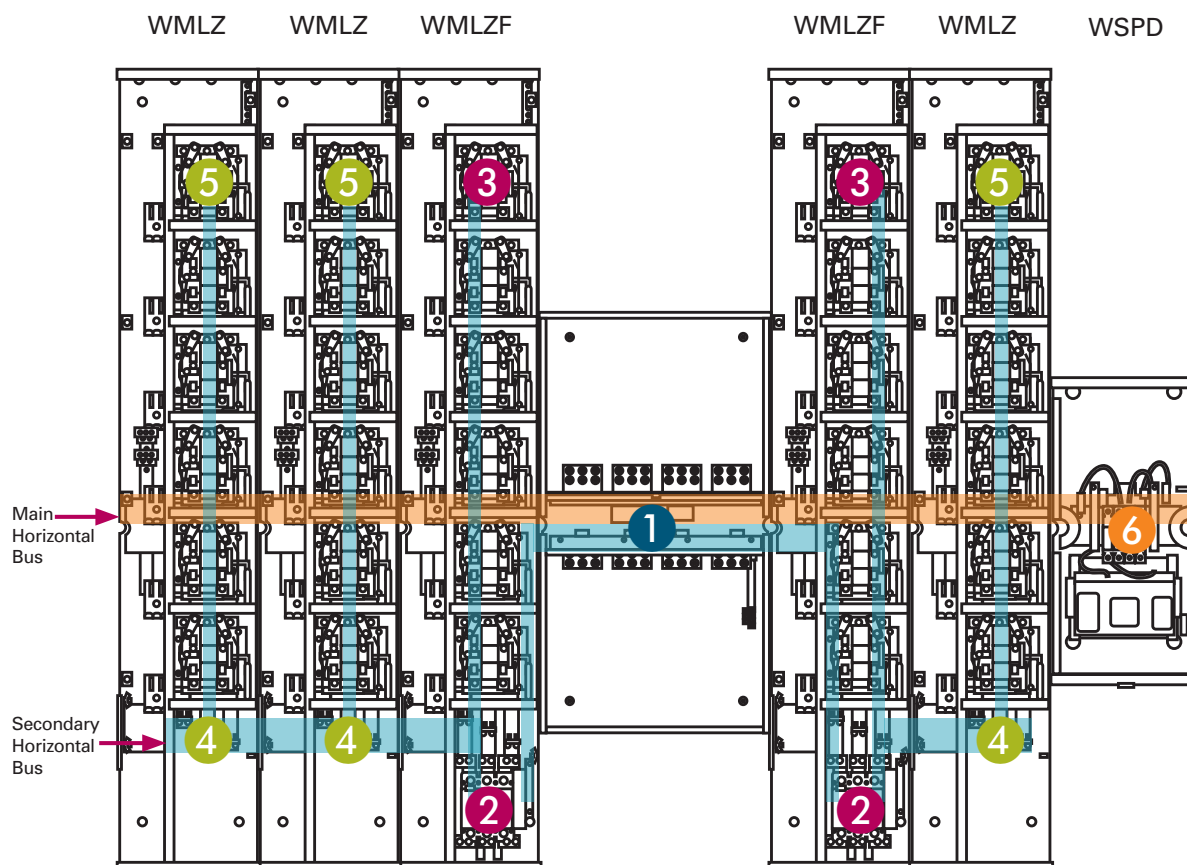 WMLZ WMLZ WMLZF WMLZF WMLZ WSPD
5 5 3 3 5
Main
Horizontal
Bus
1 6
Secondary
Horizontal
Bus
4 4 4
2 2